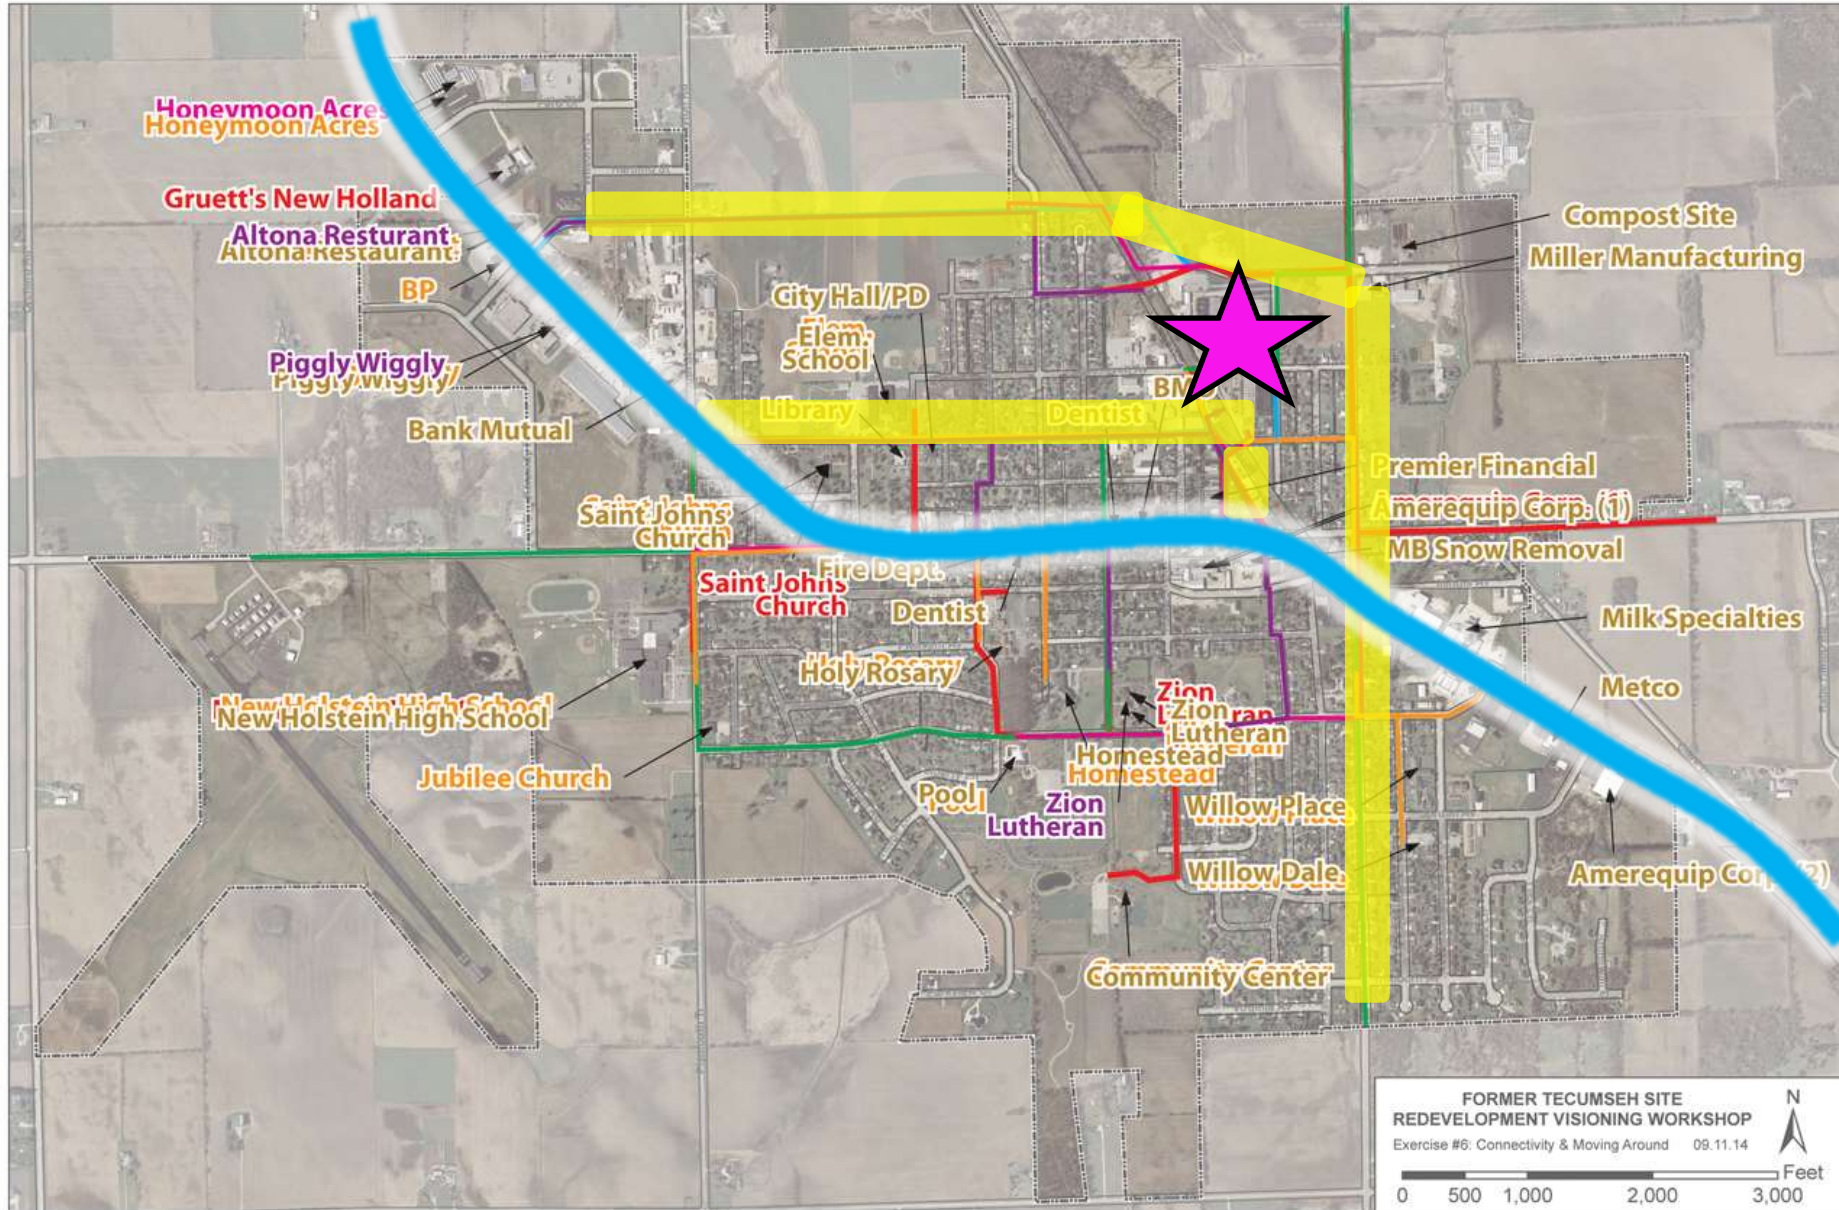 Honeymoon Acres
Honeymoon Acres
Gruett's New Holland
Altona Resturant
Altona Restaurant
BP
Piggly Wiggly
Piggly Wiggly
Bank Mutual
City Hall/PD
Elem.
School
Library
Dentist
Compost Site
Miller Manufacturing
Premier Financial
Amerequip Corp. (1)
MB Snow Removal
Saint Johns
Church
Saint Johns
Church
Fire Dept.
Dentist
Holy Rosary
Holy Rosary
Milk Specialties
Metco
New Holstein High School
New Holstein High School
Jubilee Church
Zion
Zion
Lutheran
Homestead
Homestead
Pool
Zion
Lutheran
Willow Place
Willow Dale
Amerequip Corp. (2)
Community Center
FORMER TECUMSEH SITE
REDEVELOPMENT VISIONING WORKSHOP
Exercise #6: Connectivity & Moving Around 09.11.14
N
Feet
0 500 1,000 2,000 3,000